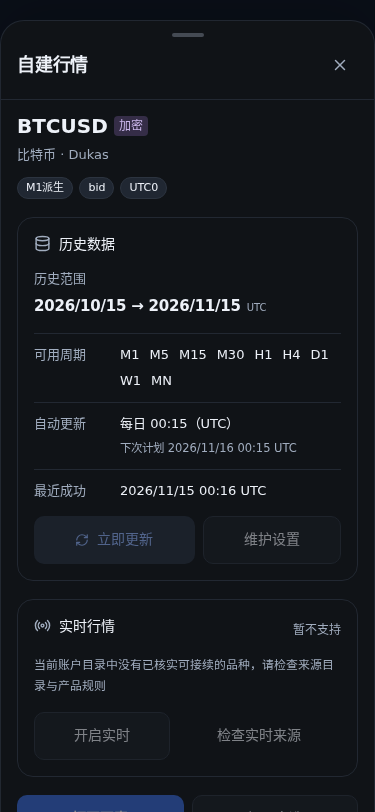 自建行情
BTCUSD 加密
比特币 · Dukas
M1派生 bid UTC0
历史数据
历史范围
2026/10/15 → 2026/11/15 UTC
可用周期 M1 M5 M15 M30 H1 H4 D1
W1 MN
自动更新 每日 00:15（UTC）
下次计划 2026/11/16 00:15 UTC
最近成功 2026/11/15 00:16 UTC
立即更新 维护设置
实时行情 暂不支持
当前账户目录中没有已核实可接续的品种，请检查来源目
录与产品规则
开启实时 检查实时来源